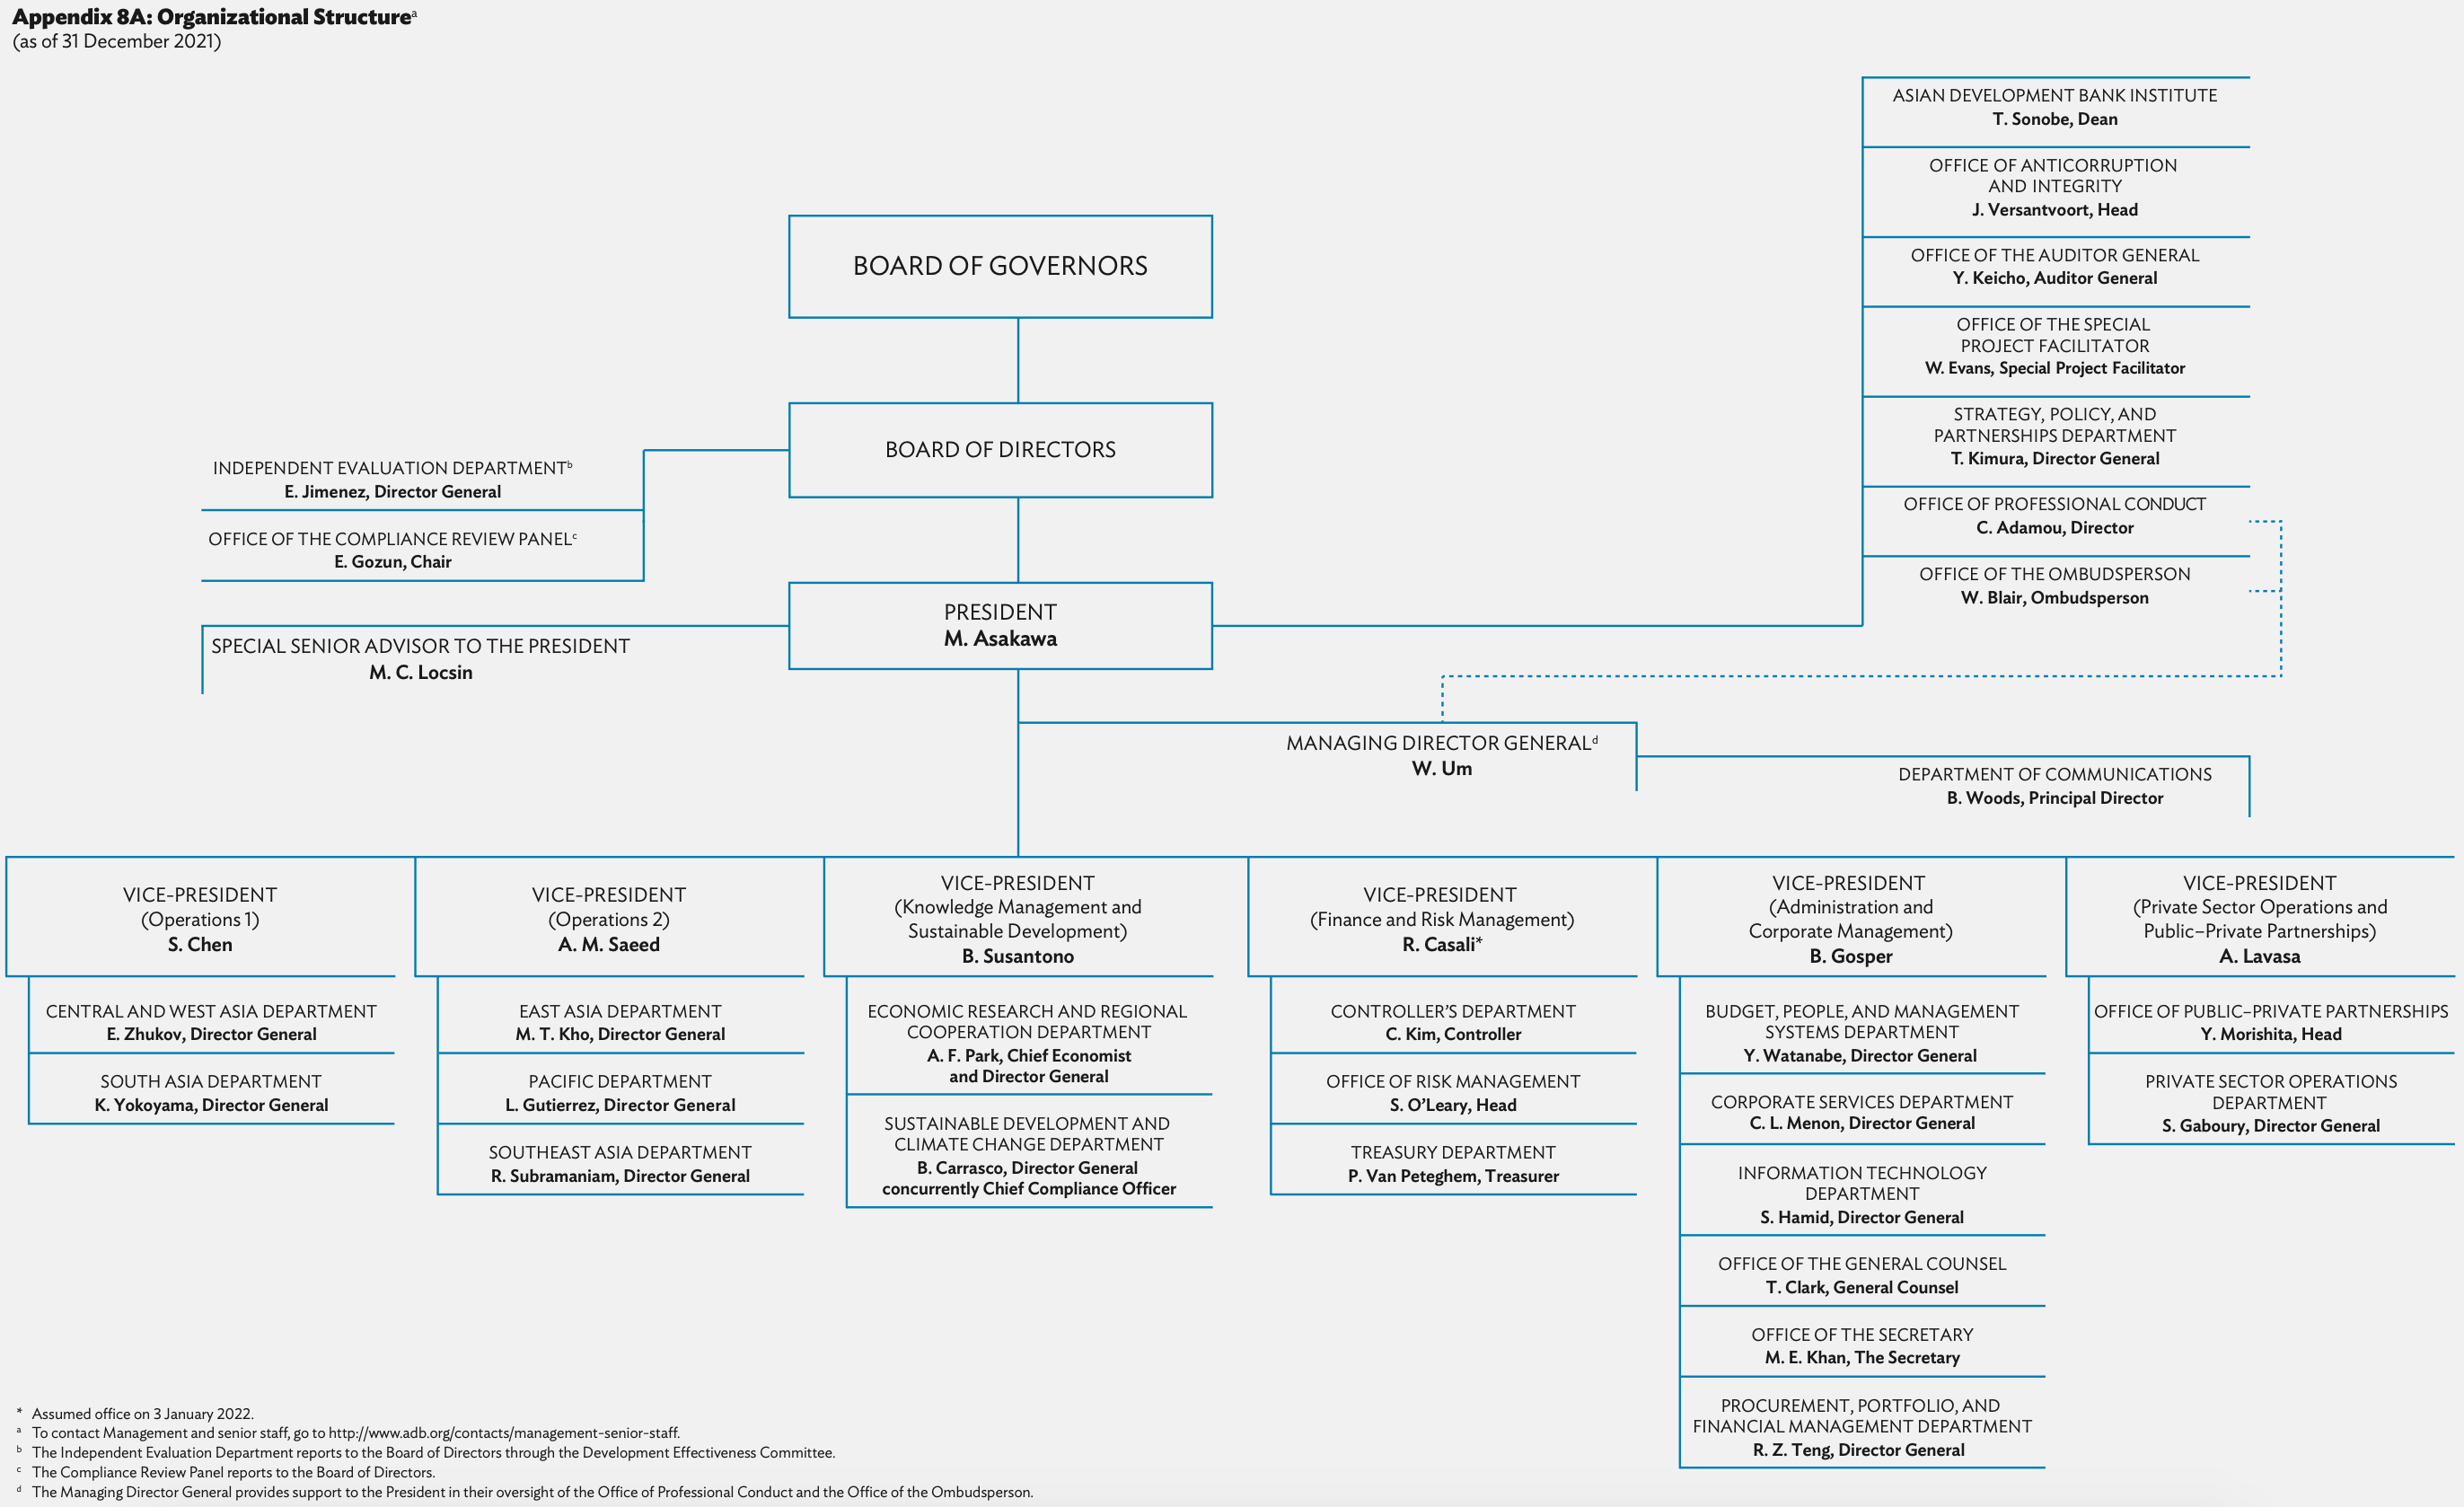 Appendix 8A: Organizational Structureᵃ
(as of 31 December 2021)
BOARD OF GOVERNORS
BOARD OF DIRECTORS
INDEPENDENT EVALUATION DEPARTMENTᵇ
E. Jimenez, Director General
OFFICE OF THE COMPLIANCE REVIEW PANELᶜ
E. Gozun, Chair
PRESIDENT
M. Asakawa
SPECIAL SENIOR ADVISOR TO THE PRESIDENT
M. C. Locsin
ASIAN DEVELOPMENT BANK INSTITUTE
T. Sonobe, Dean
OFFICE OF ANTICORRUPTION
AND INTEGRITY
J. Versantvoort, Head
OFFICE OF THE AUDITOR GENERAL
Y. Keicho, Auditor General
OFFICE OF THE SPECIAL
PROJECT FACILITATOR
W. Evans, Special Project Facilitator
STRATEGY, POLICY, AND
PARTNERSHIPS DEPARTMENT
T. Kimura, Director General
OFFICE OF PROFESSIONAL CONDUCT
C. Adamou, Director
OFFICE OF THE OMBUDSPERSON
W. Blair, Ombudsperson
MANAGING DIRECTOR GENERALᵈ
W. Um
DEPARTMENT OF COMMUNICATIONS
B. Woods, Principal Director
VICE-PRESIDENT
(Operations 1)
S. Chen
CENTRAL AND WEST ASIA DEPARTMENT
E. Zhukov, Director General
SOUTH ASIA DEPARTMENT
K. Yokoyama, Director General
VICE-PRESIDENT
(Operations 2)
A. M. Saeed
EAST ASIA DEPARTMENT
M. T. Kho, Director General
PACIFIC DEPARTMENT
L. Gutierrez, Director General
SOUTHEAST ASIA DEPARTMENT
R. Subramaniam, Director General
VICE-PRESIDENT
(Knowledge Management and
Sustainable Development)
B. Susantono
ECONOMIC RESEARCH AND REGIONAL
COOPERATION DEPARTMENT
A. F. Park, Chief Economist
and Director General
SUSTAINABLE DEVELOPMENT AND
CLIMATE CHANGE DEPARTMENT
B. Carrasco, Director General
concurrently Chief Compliance Officer
VICE-PRESIDENT
(Finance and Risk Management)
R. Casali*
CONTROLLER’S DEPARTMENT
C. Kim, Controller
OFFICE OF RISK MANAGEMENT
S. O’Leary, Head
TREASURY DEPARTMENT
P. Van Peteghem, Treasurer
VICE-PRESIDENT
(Administration and
Corporate Management)
B. Gosper
BUDGET, PEOPLE, AND MANAGEMENT
SYSTEMS DEPARTMENT
Y. Watanabe, Director General
CORPORATE SERVICES DEPARTMENT
C. L. Menon, Director General
INFORMATION TECHNOLOGY
DEPARTMENT
S. Hamid, Director General
OFFICE OF THE GENERAL COUNSEL
T. Clark, General Counsel
OFFICE OF THE SECRETARY
M. E. Khan, The Secretary
PROCUREMENT, PORTFOLIO, AND
FINANCIAL MANAGEMENT DEPARTMENT
R. Z. Teng, Director General
VICE-PRESIDENT
(Private Sector Operations and
Public–Private Partnerships)
A. Lavasa
OFFICE OF PUBLIC–PRIVATE PARTNERSHIPS
Y. Morishita, Head
PRIVATE SECTOR OPERATIONS
DEPARTMENT
S. Gaboury, Director General
* Assumed office on 3 January 2022.
ᵃ To contact Management and senior staff, go to http://www.adb.org/contacts/management-senior-staff.
ᵇ The Independent Evaluation Department reports to the Board of Directors through the Development Effectiveness Committee.
ᶜ The Compliance Review Panel reports to the Board of Directors.
ᵈ The Managing Director General provides support to the President in their oversight of the Office of Professional Conduct and the Office of the Ombudsperson.